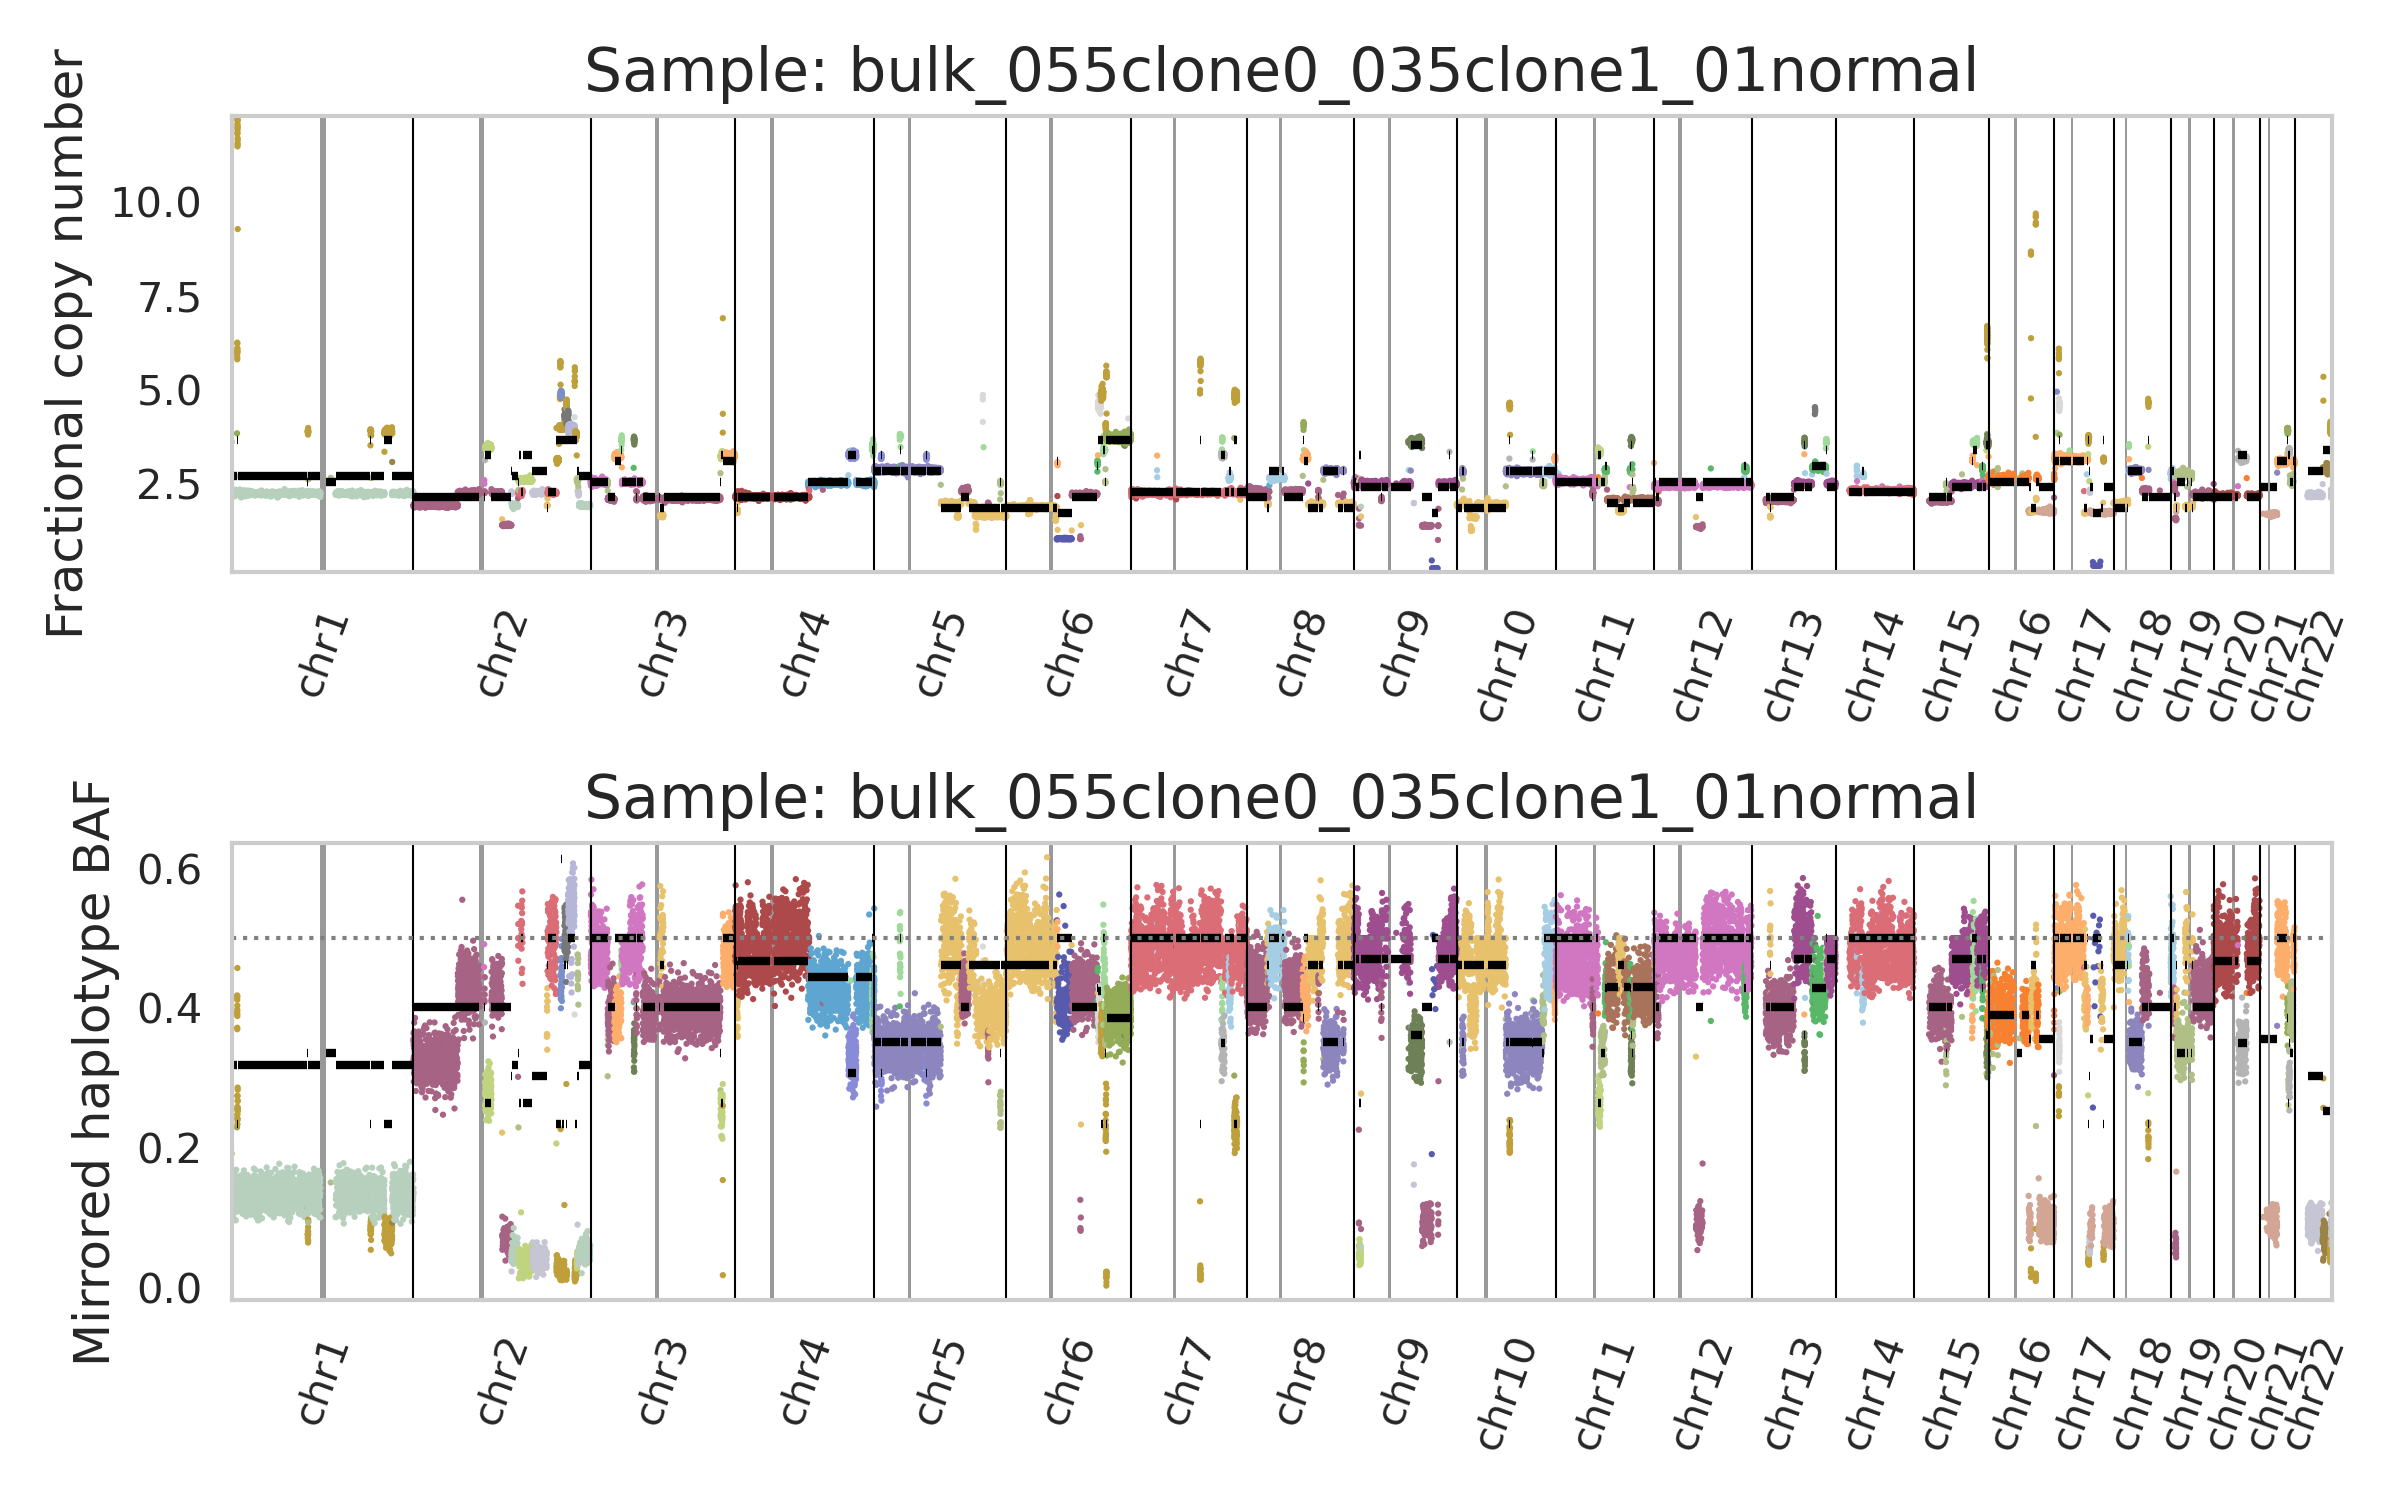 Sample: bulk_055clone0_035clone1_01normal
Fractional copy number
10.0
7.5
5.0
2.5
chr1 chr2 chr3 chr4 chr5 chr6 chr7 chr8 chr9 chr10 chr11 chr12 chr13 chr14 chr15 chr16 chr17 chr18 chr19 chr20 chr21 chr22
Sample: bulk_055clone0_035clone1_01normal
Mirrored haplotype BAF
0.6
0.4
0.2
0.0
chr1 chr2 chr3 chr4 chr5 chr6 chr7 chr8 chr9 chr10 chr11 chr12 chr13 chr14 chr15 chr16 chr17 chr18 chr19 chr20 chr21 chr22